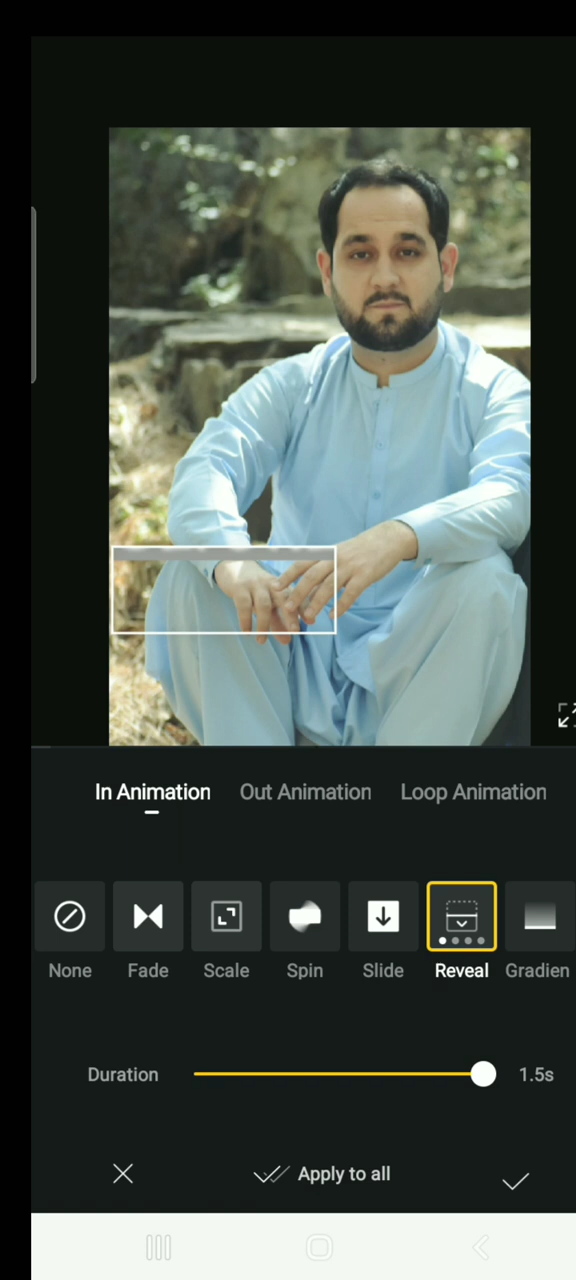 In Animation Out Animation Loop Animation
None Fade Scale Spin Slide Reveal Gradien
Duration 1.5s
Apply to all